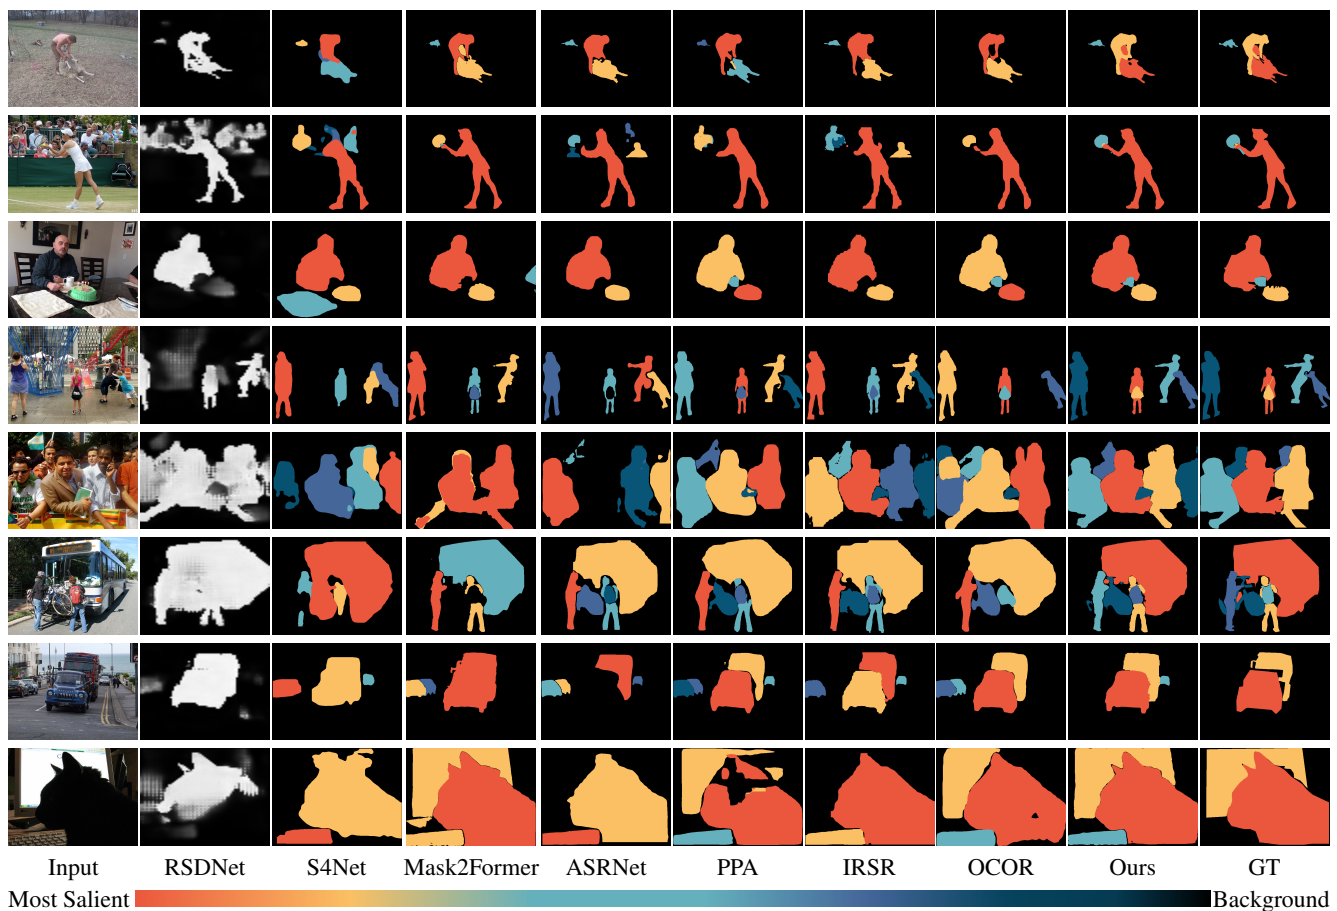 Input RSDNet S4Net Mask2Former ASRNet PPA IRSR OCOR Ours GT
Most Salient Background